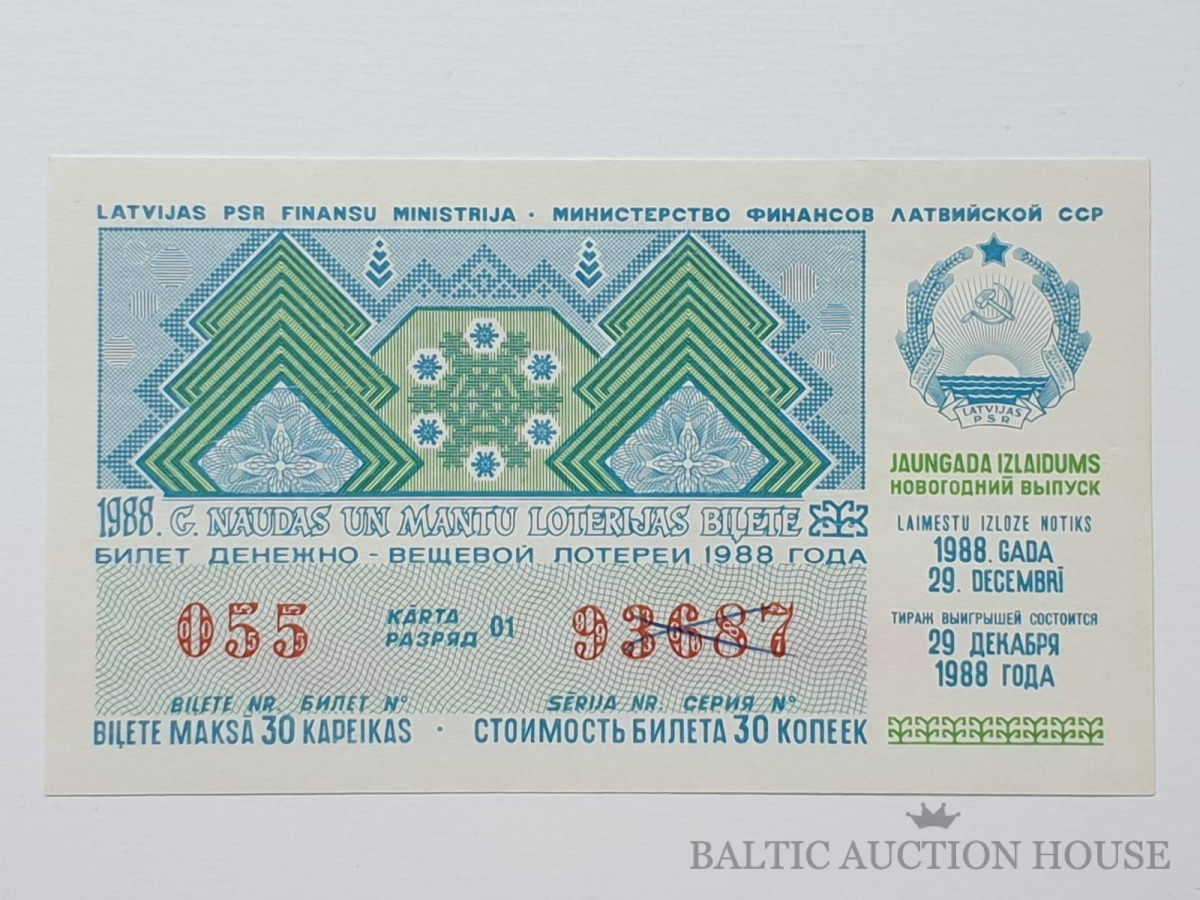 LATVIJAS PSR FINANSU MINISTRIJA · МИНИСТЕРСТВО ФИНАНСОВ ЛАТВИЙСКОЙ ССР
LATVIJAS
PSR
JAUNGADA IZLAIDUMS
НОВОГОДНИЙ ВЫПУСК
1988. G. NAUDAS UN MANTU LOTERIJAS BIĻETE
БИЛЕТ ДЕНЕЖНО - ВЕЩЕВОЙ ЛОТЕРЕИ 1988 ГОДА
LAIMESTU IZLOZE NOTIKS
1988. GADA
29. DECEMBRĪ
ТИРАЖ ВЫИГРЫШЕЙ СОСТОИТСЯ
29 ДЕКАБРЯ
1988 ГОДА
055 KĀRTA РАЗРЯД 01 93687
BIĻETE NR. БИЛЕТ № SĒRIJA NR. СЕРИЯ №
BIĻETE MAKSĀ 30 KAPEIKAS · СТОИМОСТЬ БИЛЕТА 30 КОПЕЕК
BALTIC AUCTION HOUSE